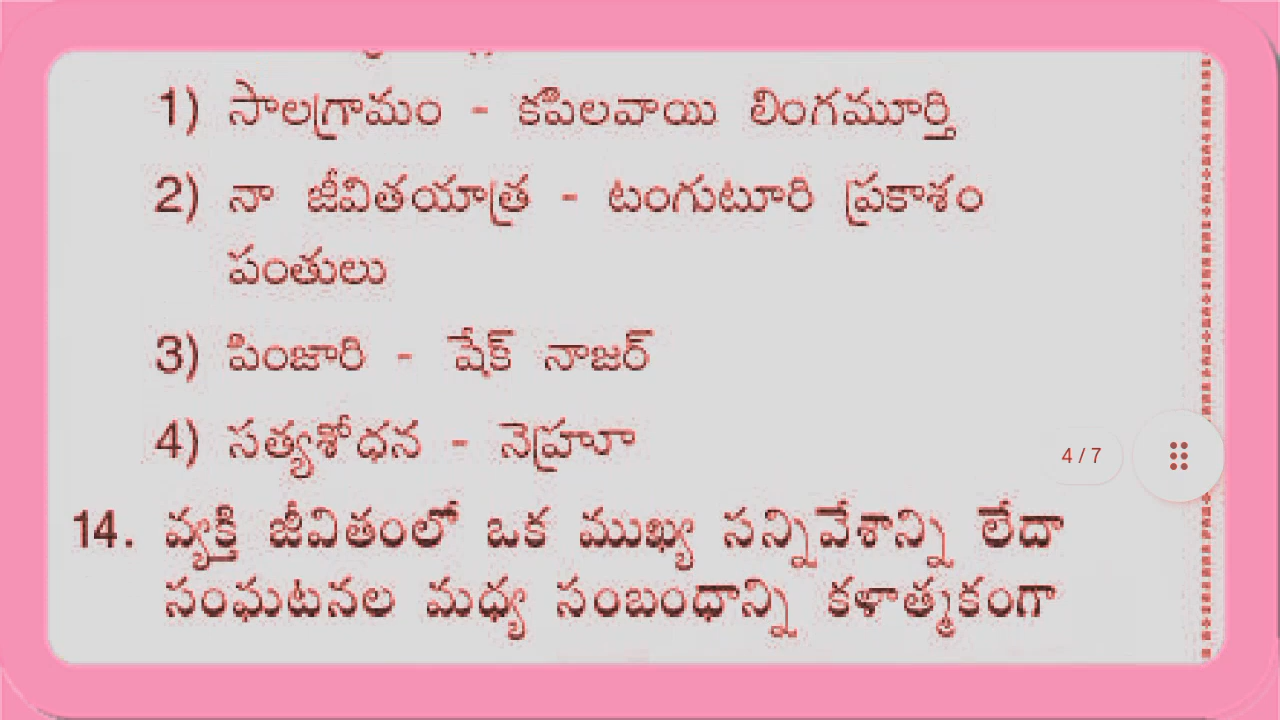 1) సాలగ్రామం - కపిలవాయి లింగమూర్తి
2) నా జీవితయాత్ర - టంగుటూరి ప్రకాశం
పంతులు
3) పింజారి - షేక్ నాజర్
4) సత్యశోధన - నెహ్రూ
4 / 7
14. వ్యక్తి జీవితంలో ఒక ముఖ్య సన్నివేశాన్ని లేదా
సంఘటనల మధ్య సంబంధాన్ని కళాత్మకంగా